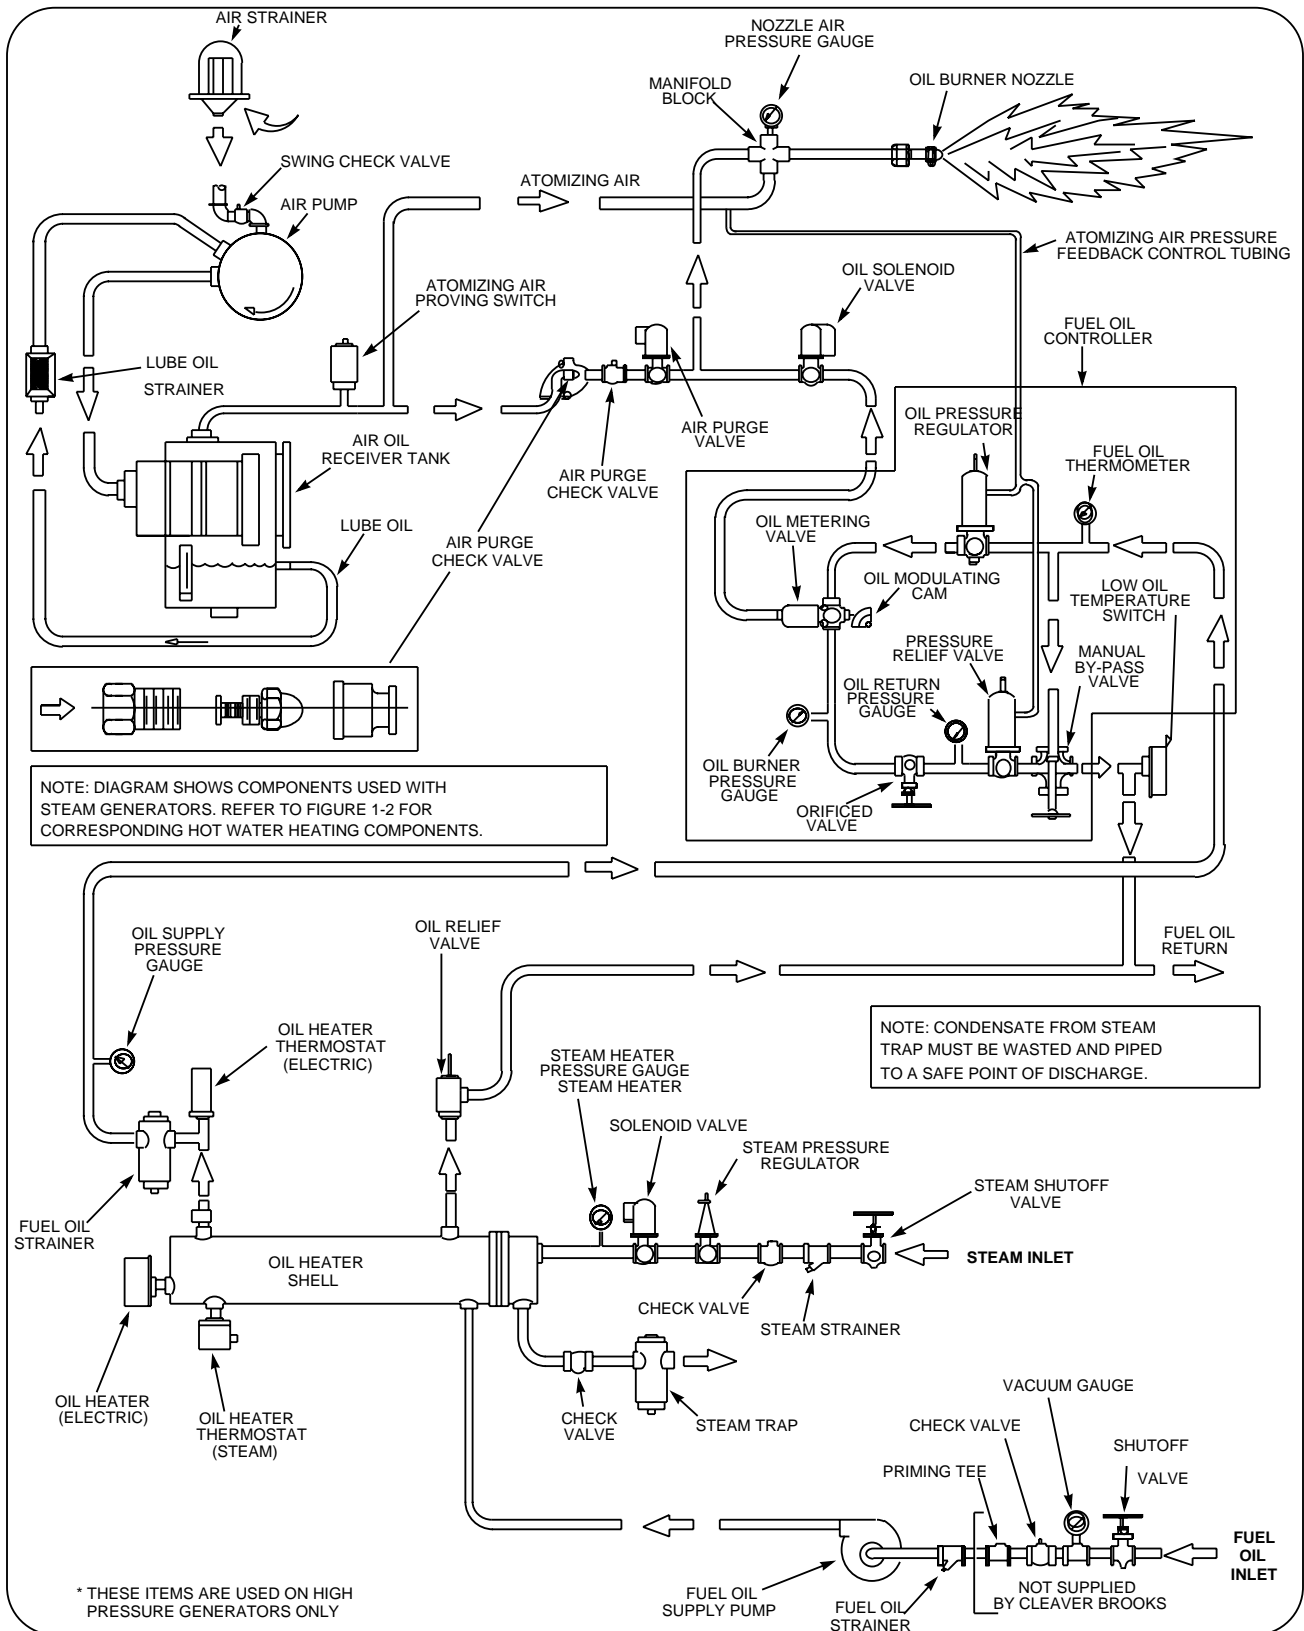 AIR STRAINER
NOZZLE AIR
PRESSURE GAUGE
MANIFOLD
BLOCK
OIL BURNER NOZZLE
SWING CHECK VALVE
ATOMIZING AIR
AIR PUMP
ATOMIZING AIR PRESSURE
FEEDBACK CONTROL TUBING
ATOMIZING AIR
PROVING SWITCH
OIL SOLENOID
VALVE
FUEL OIL
CONTROLLER
LUBE OIL
STRAINER
AIR PURGE
VALVE
OIL PRESSURE
REGULATOR
AIR OIL
RECEIVER TANK
AIR PURGE
CHECK VALVE
FUEL OIL
THERMOMETER
LUBE OIL
AIR PURGE
CHECK VALVE
OIL METERING
VALVE
OIL MODULATING
CAM
LOW OIL
TEMPERATURE
SWITCH
PRESSURE
RELIEF VALVE
MANUAL
BY-PASS
VALVE
OIL RETURN
PRESSURE
GAUGE
OIL BURNER
PRESSURE
GAUGE
ORIFICED
VALVE
NOTE: DIAGRAM SHOWS COMPONENTS USED WITH
STEAM GENERATORS. REFER TO FIGURE 1-2 FOR
CORRESPONDING HOT WATER HEATING COMPONENTS.
OIL SUPPLY
PRESSURE
GAUGE
OIL RELIEF
VALVE
FUEL OIL
RETURN
OIL HEATER
THERMOSTAT
(ELECTRIC)
NOTE: CONDENSATE FROM STEAM
TRAP MUST BE WASTED AND PIPED
TO A SAFE POINT OF DISCHARGE.
STEAM HEATER
PRESSURE GAUGE
STEAM HEATER
SOLENOID VALVE
STEAM PRESSURE
REGULATOR
STEAM SHUTOFF
VALVE
FUEL OIL
STRAINER
OIL HEATER
SHELL
STEAM INLET
CHECK VALVE
STEAM STRAINER
OIL HEATER
(ELECTRIC)
OIL HEATER
THERMOSTAT
(STEAM)
CHECK
VALVE
STEAM TRAP
VACUUM GAUGE
CHECK VALVE
SHUTOFF
VALVE
PRIMING TEE
FUEL
OIL
INLET
* THESE ITEMS ARE USED ON HIGH
PRESSURE GENERATORS ONLY
FUEL OIL
SUPPLY PUMP
FUEL OIL
STRAINER
NOT SUPPLIED
BY CLEAVER BROOKS